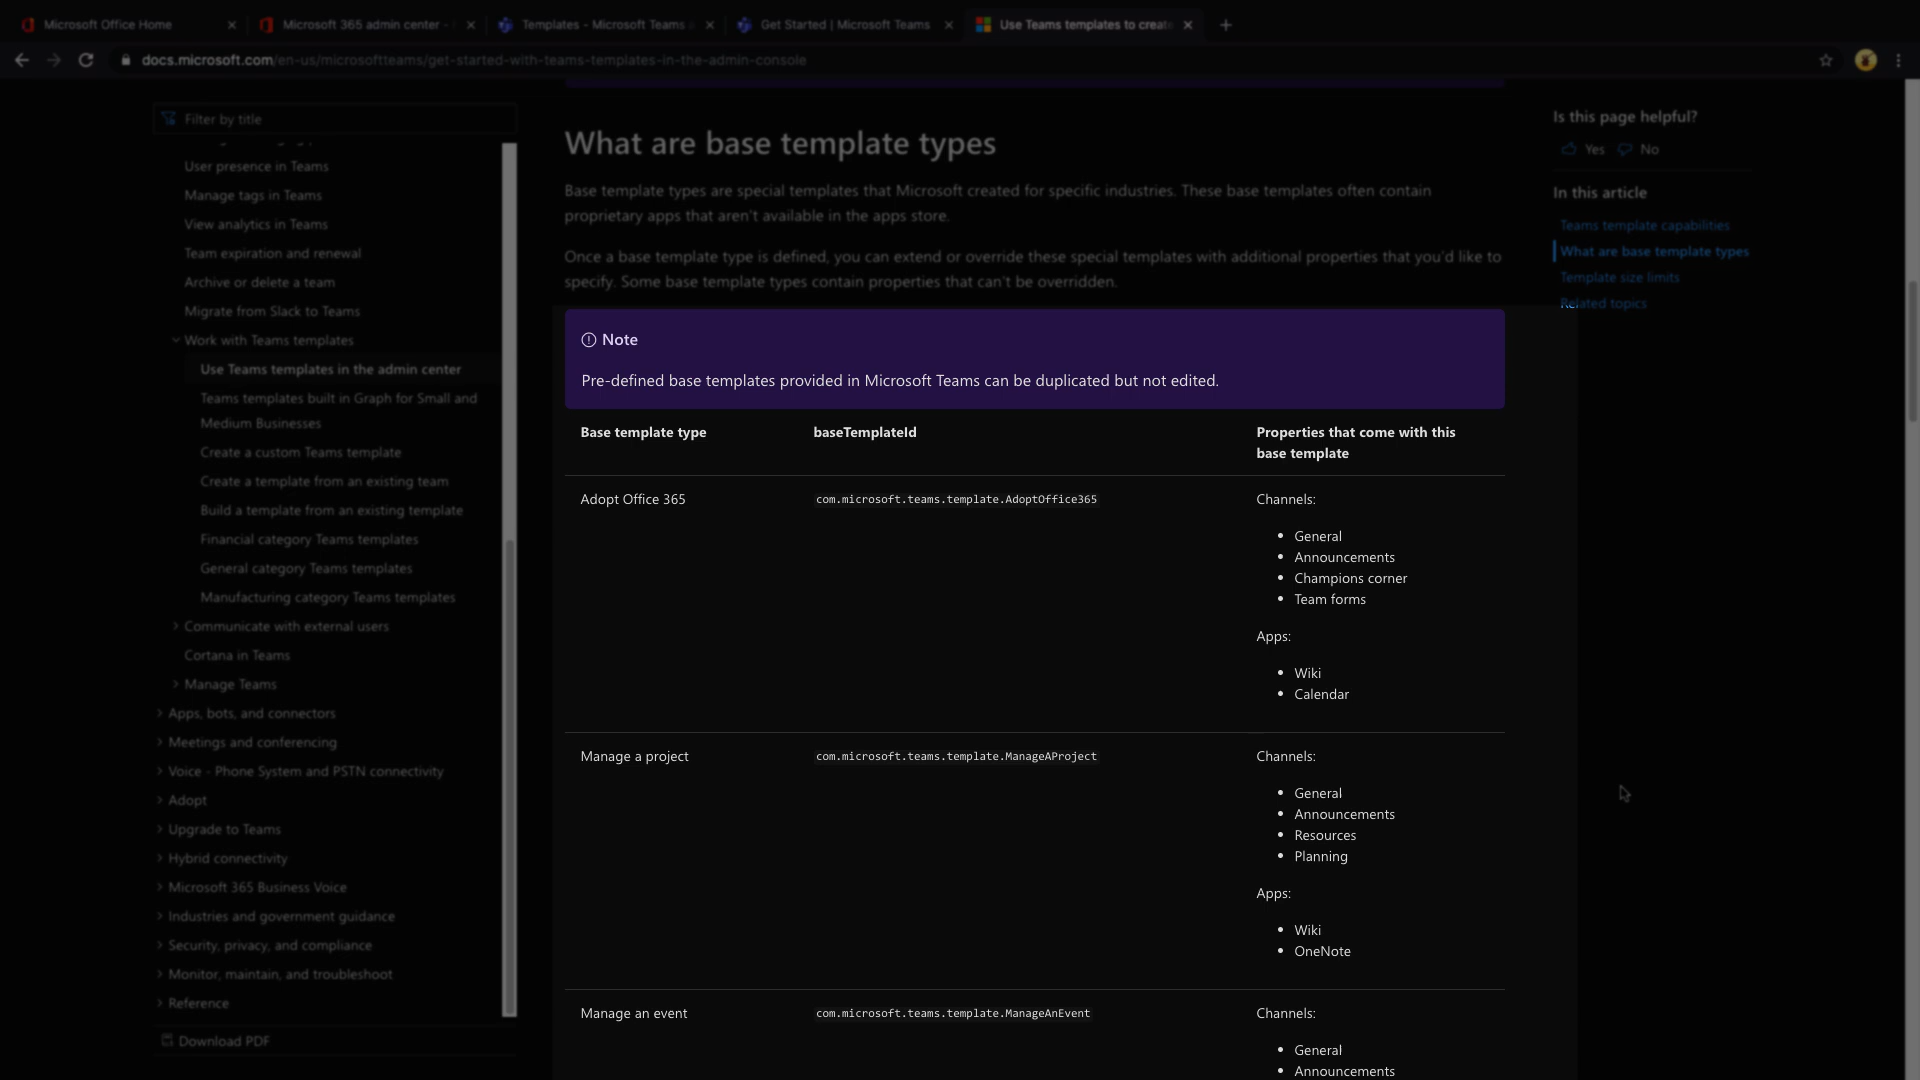 Microsoft Office Home
Microsoft 365 admin center -
Templates - Microsoft Teams
Get Started | Microsoft Teams
Use Teams templates to creat
docs.microsoft.com/en-us/microsoftteams/get-started-with-teams-templates-in-the-admin-console
Filter by title
User presence in Teams
Manage tags in Teams
View analytics in Teams
Team expiration and renewal
Archive or delete a team
Migrate from Slack to Teams
Work with Teams templates
Use Teams templates in the admin center
Teams templates built in Graph for Small and
Medium Businesses
Create a custom Teams template
Create a template from an existing team
Build a template from an existing template
Financial category Teams templates
General category Teams templates
Manufacturing category Teams templates
Communicate with external users
Cortana in Teams
Manage Teams
Apps, bots, and connectors
Meetings and conferencing
Voice - Phone System and PSTN connectivity
Adopt
Upgrade to Teams
Hybrid connectivity
Microsoft 365 Business Voice
Industries and government guidance
Security, privacy, and compliance
Monitor, maintain, and troubleshoot
Reference
Download PDF
What are base template types
Base template types are special templates that Microsoft created for specific industries. These base templates often contain
proprietary apps that aren't available in the apps store.
Once a base template type is defined, you can extend or override these special templates with additional properties that you'd like to
specify. Some base template types contain properties that can't be overridden.
Note
Pre-defined base templates provided in Microsoft Teams can be duplicated but not edited.
Base template type
baseTemplateId
Properties that come with this
base template
Adopt Office 365
com.microsoft.teams.template.AdoptOffice365
Channels:
• General
• Announcements
• Champions corner
• Team forms
Apps:
• Wiki
• Calendar
Manage a project
com.microsoft.teams.template.ManageAProject
Channels:
• General
• Announcements
• Resources
• Planning
Apps:
• Wiki
• OneNote
Manage an event
com.microsoft.teams.template.ManageAnEvent
Channels:
• General
• Announcements
Is this page helpful?
Yes
No
In this article
Teams template capabilities
What are base template types
Template size limits
Related topics